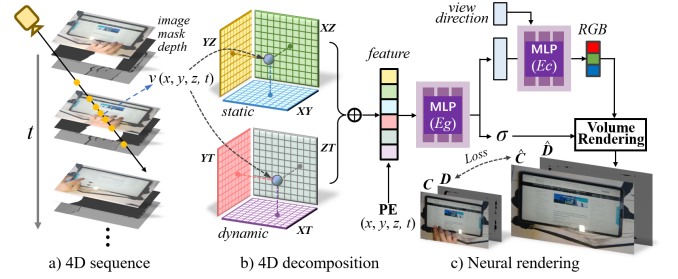 image
mask
depth
t
v (x, y, z, t)
a) 4D sequence
YZ
XZ
XY
static
YT
ZT
XT
dynamic
b) 4D decomposition
feature
PE
(x, y, z, t)
MLP
(Eg)
view
direction
MLP
(Ec)
RGB
σ
Volume
Rendering
Loss
C D
Ĉ D̂
c) Neural rendering